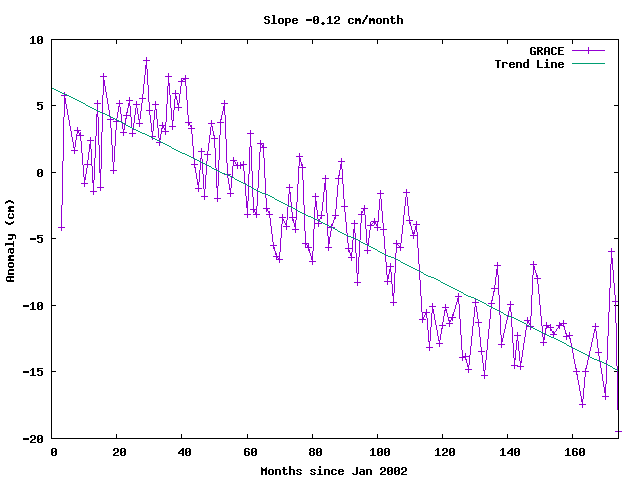 Slope -0.12 cm/month
GRACE
Trend Line
10
5
0
-5
-10
-15
-20
Anomaly (cm)
0 20 40 60 80 100 120 140 160
Months since Jan 2002